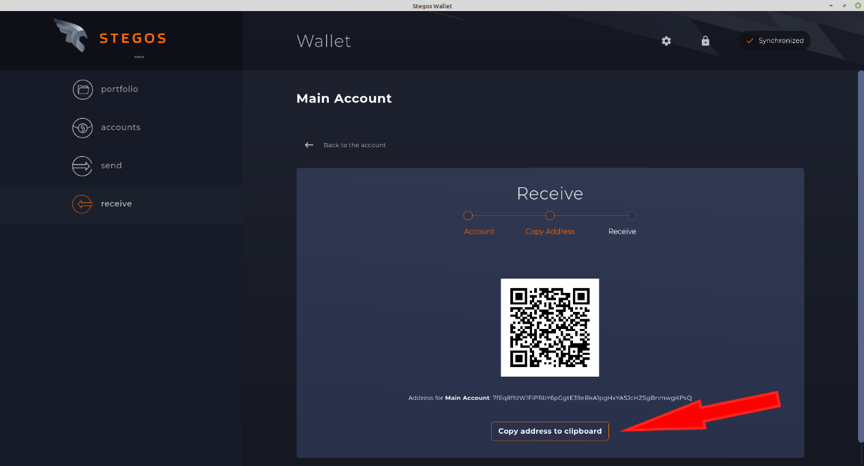 Stegos Wallet
STEGOS
Wallet
Synchronized
portfolio
accounts
send
receive
Main Account
Back to the account
Receive
Account
Copy Address
Receive
Address for Main Account:
Copy address to clipboard